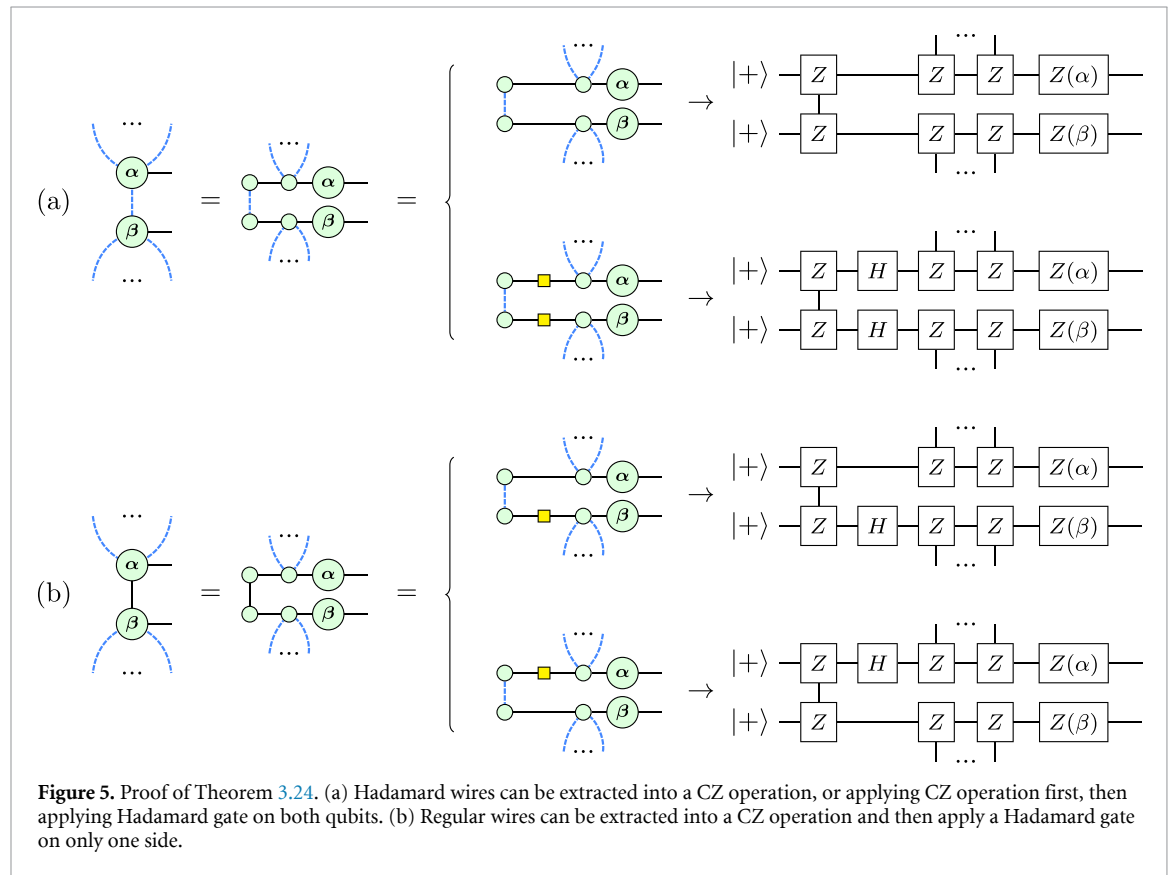 ... ... |+⟩ Z Z Z Z(α)
... α → |+⟩ Z Z Z Z(β)
α ... α β ... ...
(a) = β =
β ... ... ... |+⟩ Z H Z Z Z(α)
... α → |+⟩ Z H Z Z Z(β)
β ...
...
... ... |+⟩ Z Z Z Z(α)
... α → |+⟩ Z H Z Z Z(β)
α ... α β ... ...
(b) = β =
β ... ... ... |+⟩ Z H Z Z Z(α)
... α → |+⟩ Z Z Z Z(β)
β ...
...
Figure 5. Proof of Theorem 3.24. (a) Hadamard wires can be extracted into a CZ operation, or applying CZ operation first, then
applying Hadamard gate on both qubits. (b) Regular wires can be extracted into a CZ operation and then apply a Hadamard gate
on only one side.